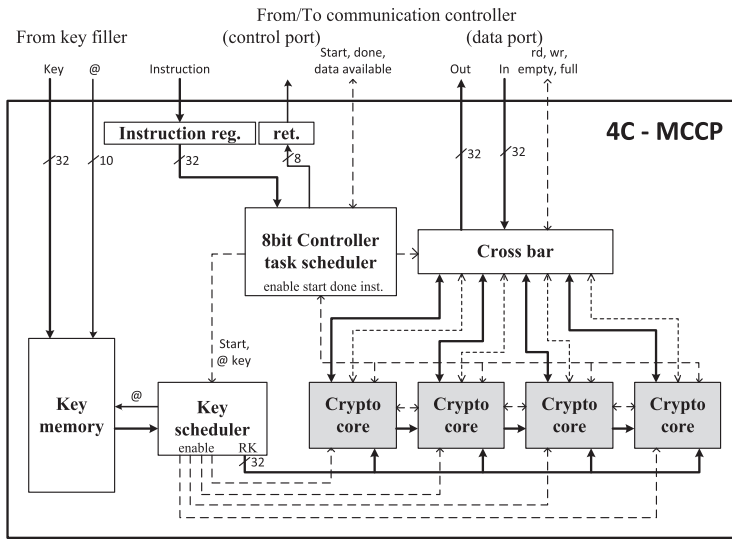 From/To communication controller
From key filler
(control port)
(data port)
Key
@
Instruction
Start, done,
data available
Out
In
rd, wr,
empty, full
4C - MCCP
Instruction reg.
ret.
32
10
32
8
32
32
8bit Controller
task scheduler
enable start done inst.
Cross bar
Start,
@ key
Key
memory
@
Key
scheduler
enable
RK
32
Crypto
core
Crypto
core
Crypto
core
Crypto
core